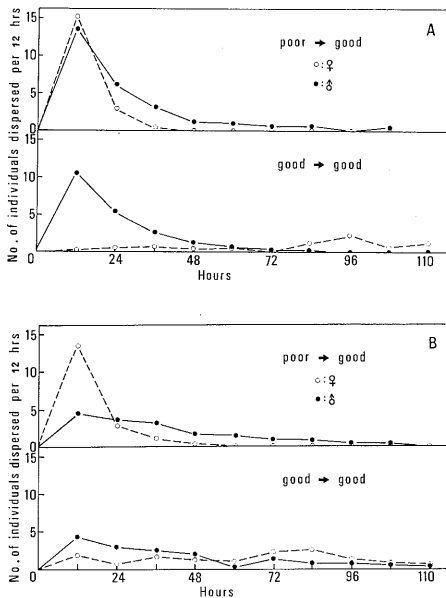 A
poor → good
○:♀
●:♂
15
10
5
0
good → good
15
10
5
0 24 48 72 96 110
Hours
No. of individuals dispersed per 12 hrs
B
poor → good
○:♀
●:♂
15
10
5
0
good → good
15
10
5
0 24 48 72 96 110
Hours
No. of individuals dispersed per 12 hrs